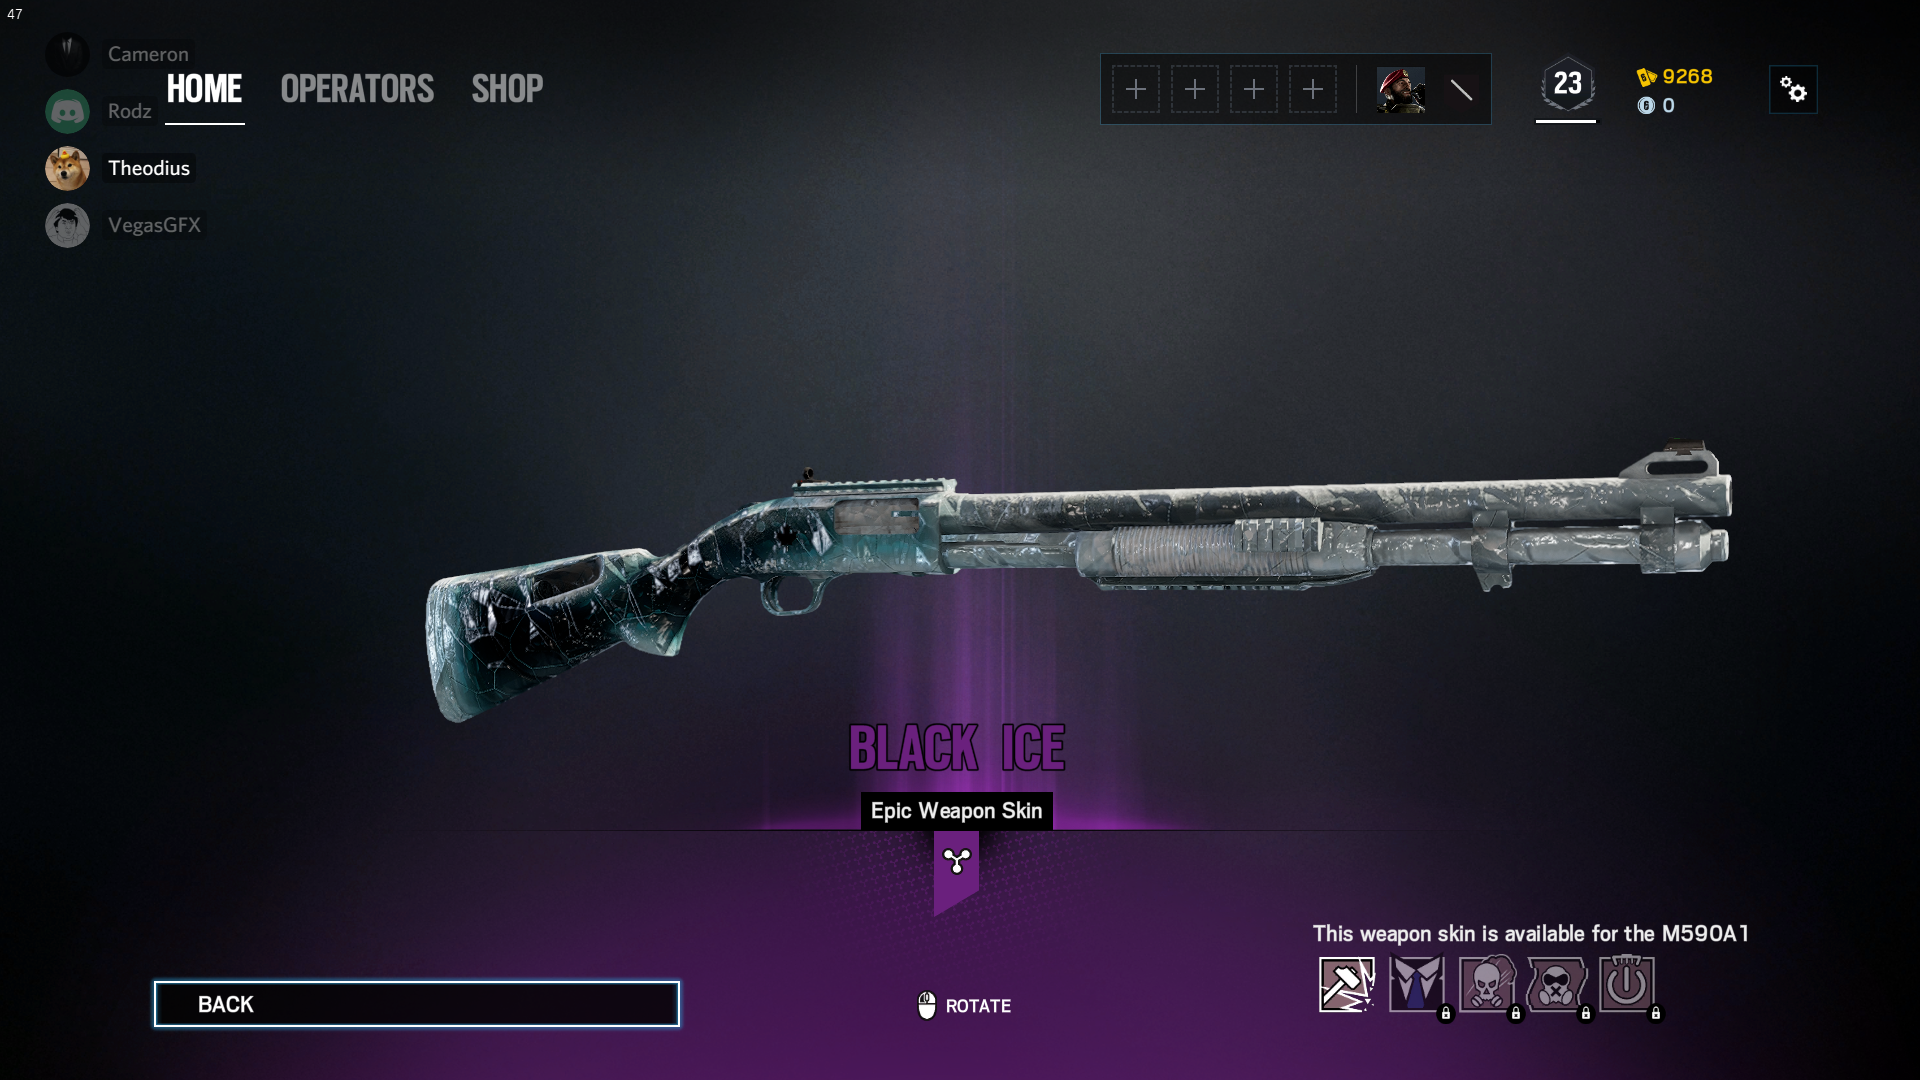 47
Cameron
Rodz
Theodius
VegasGFX
HOME OPERATORS SHOP
23
9268
0
BLACK ICE
Epic Weapon Skin
This weapon skin is available for the M590A1
BACK
ROTATE